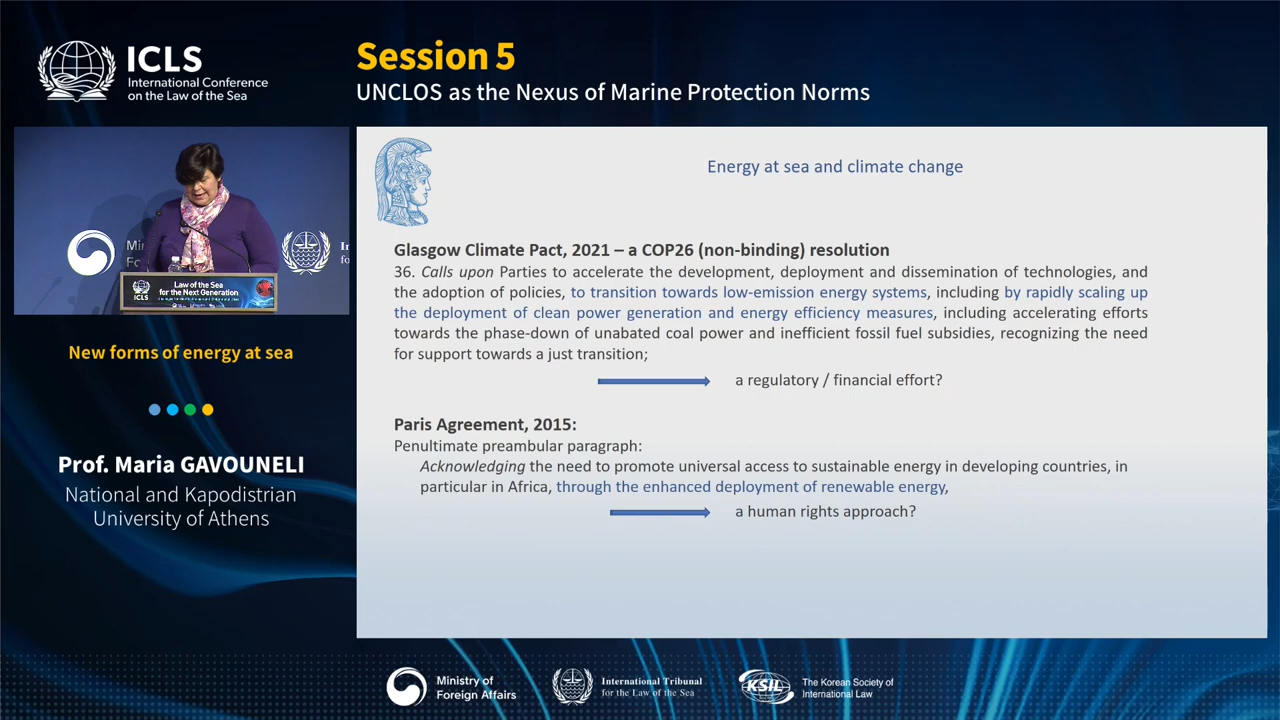 ICLS
International Conference
on the Law of the Sea
Session 5
UNCLOS as the Nexus of Marine Protection Norms
ICLS
Law of the Sea
for the Next Generation
New forms of energy at sea
Prof. Maria GAVOUNELI
National and Kapodistrian
University of Athens
Energy at sea and climate change
Glasgow Climate Pact, 2021 – a COP26 (non-binding) resolution
36. Calls upon Parties to accelerate the development, deployment and dissemination of technologies, and
the adoption of policies, to transition towards low-emission energy systems, including by rapidly scaling up
the deployment of clean power generation and energy efficiency measures, including accelerating efforts
towards the phase-down of unabated coal power and inefficient fossil fuel subsidies, recognizing the need
for support towards a just transition;
a regulatory / financial effort?
Paris Agreement, 2015:
Penultimate preambular paragraph:
Acknowledging the need to promote universal access to sustainable energy in developing countries, in
particular in Africa, through the enhanced deployment of renewable energy,
a human rights approach?
Ministry of
Foreign Affairs
International Tribunal
for the Law of the Sea
KSIL
The Korean Society of
International Law